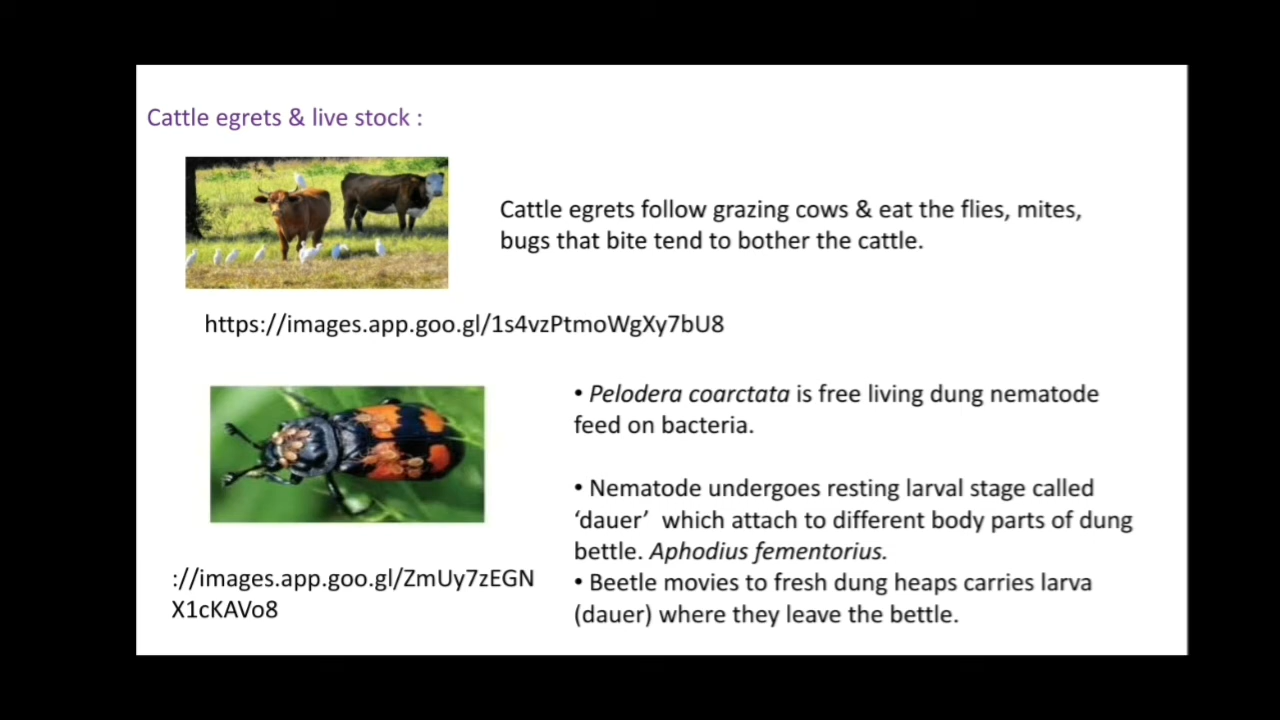 Cattle egrets & live stock :
Cattle egrets follow grazing cows & eat the flies, mites,
bugs that bite tend to bother the cattle.
https://images.app.goo.gl/1s4vzPtmoWgXy7bU8
• Pelodera coarctata is free living dung nematode
feed on bacteria.
• Nematode undergoes resting larval stage called
‘dauer’  which attach to different body parts of dung
bettle. Aphodius fementorius.
• Beetle movies to fresh dung heaps carries larva
(dauer) where they leave the bettle.
://images.app.goo.gl/ZmUy7zEGN
X1cKAVo8